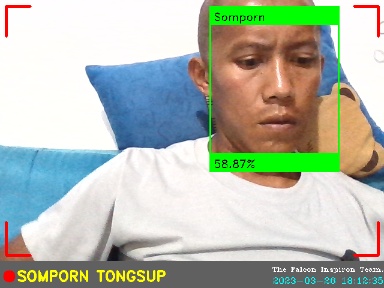 Somporn
58.87%
SOMPORN TONGSUP
The Falcon Inspiron Team.
2023-03-20 18:12:35